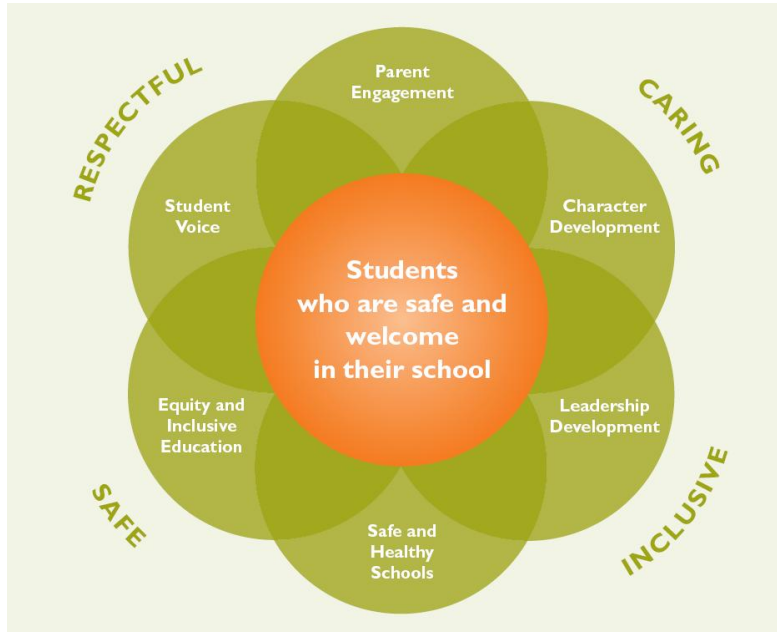 RESPECTFUL
CARING
Parent
Engagement
Student
Voice
Character
Development
Students
who are safe and
welcome
in their school
Equity and
Inclusive
Education
Leadership
Development
Safe and
Healthy
Schools
SAFE
INCLUSIVE